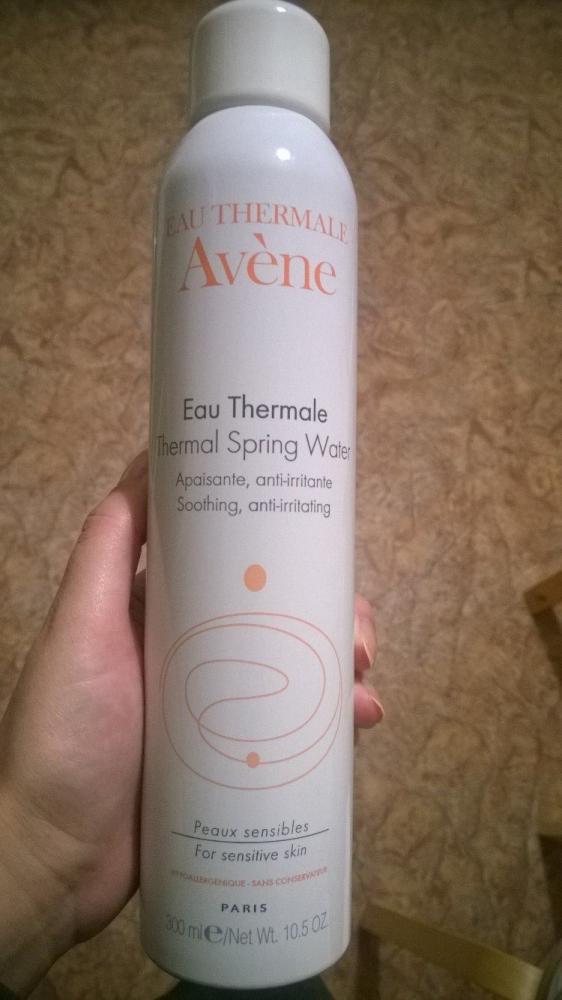 EAU THERMALE
Avène
Eau Thermale
Thermal Spring Water
Apaisante, anti-irritante
Soothing, anti-irritating
Peaux sensibles
For sensitive skin
HYPOALLERGENIQUE - SANS CONSERVATEUR
PARIS
300 ml e/Net Wt. 10.5 OZ.